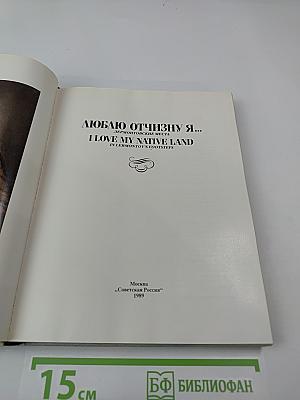 ЛЮБЛЮ ОТЧИЗНУ Я...
ЛЕРМОНТОВСКИЕ МЕСТА
I LOVE MY NATIVE LAND
IN LERMONTOV'S FOOTSTEPS
Москва
„Советская Россия"
1989
15 см
БФ БИБЛИОФАН